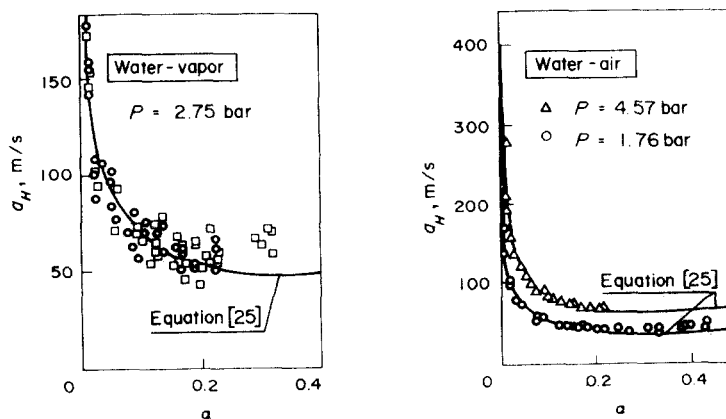 150
100
50
a_H, m/s
Water-vapor
P = 2.75 bar
Equation [25]
0
0.2
0.4
α
400
300
200
100
a_H, m/s
Water-air
△ P = 4.57 bar
○ P = 1.76 bar
Equation [25]
0
0.2
0.4
α